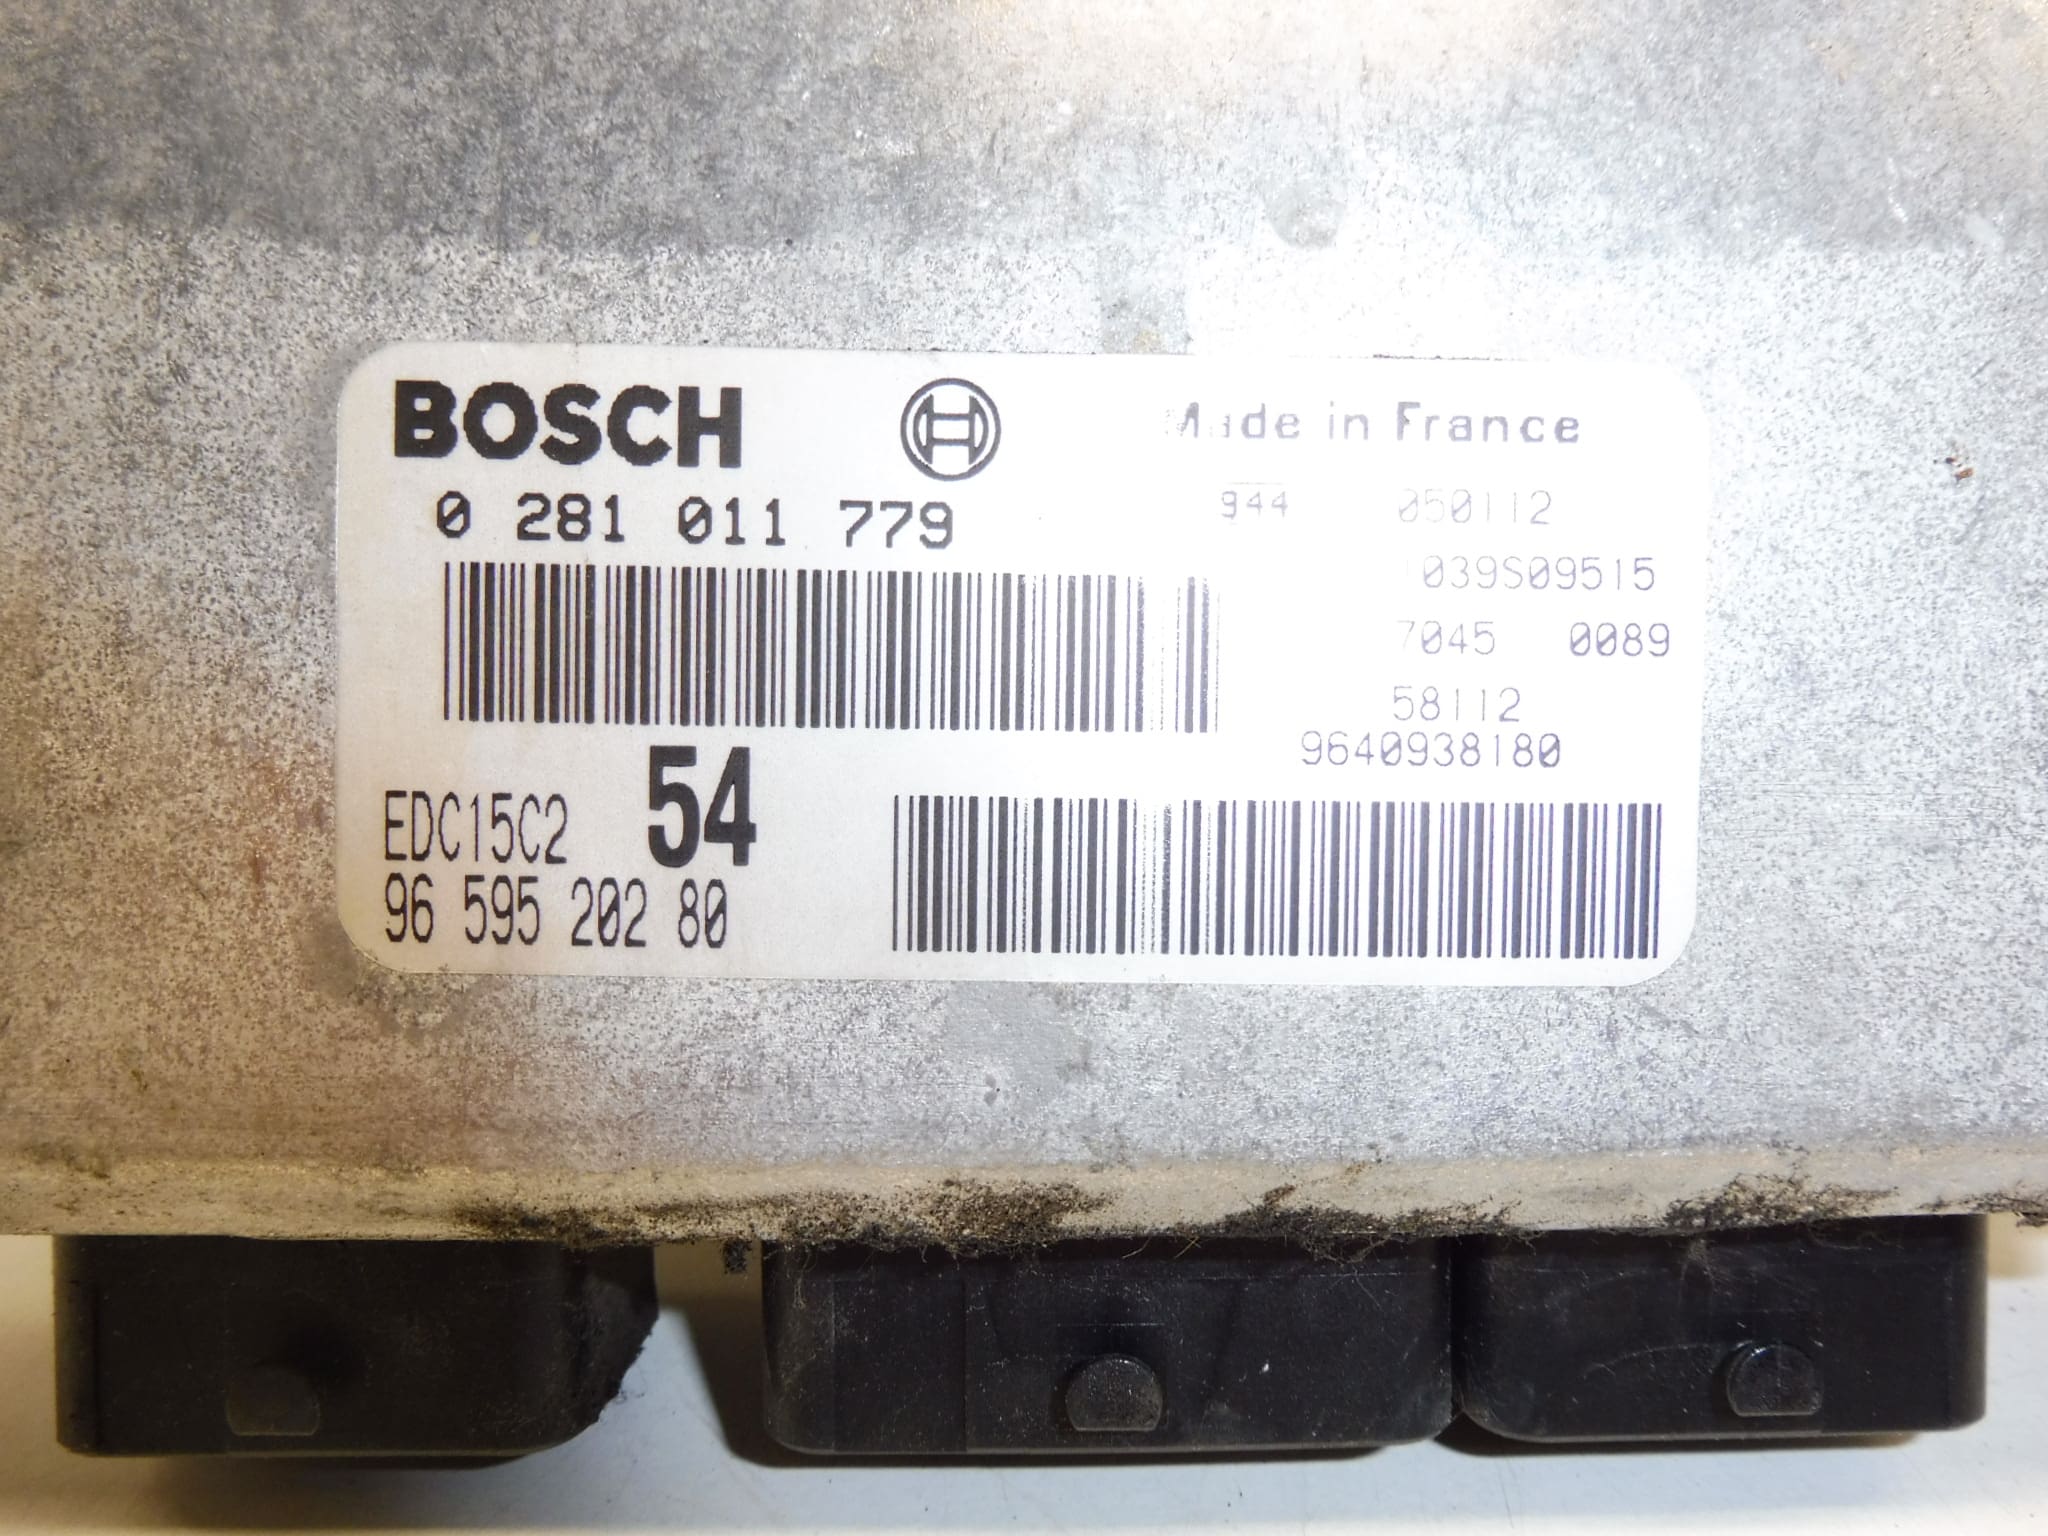 BOSCH
Made in France
0 281 011 779
944 050112
039S09515
7045 0089
58112
9640938180
EDC15C2 54
96 595 202 80